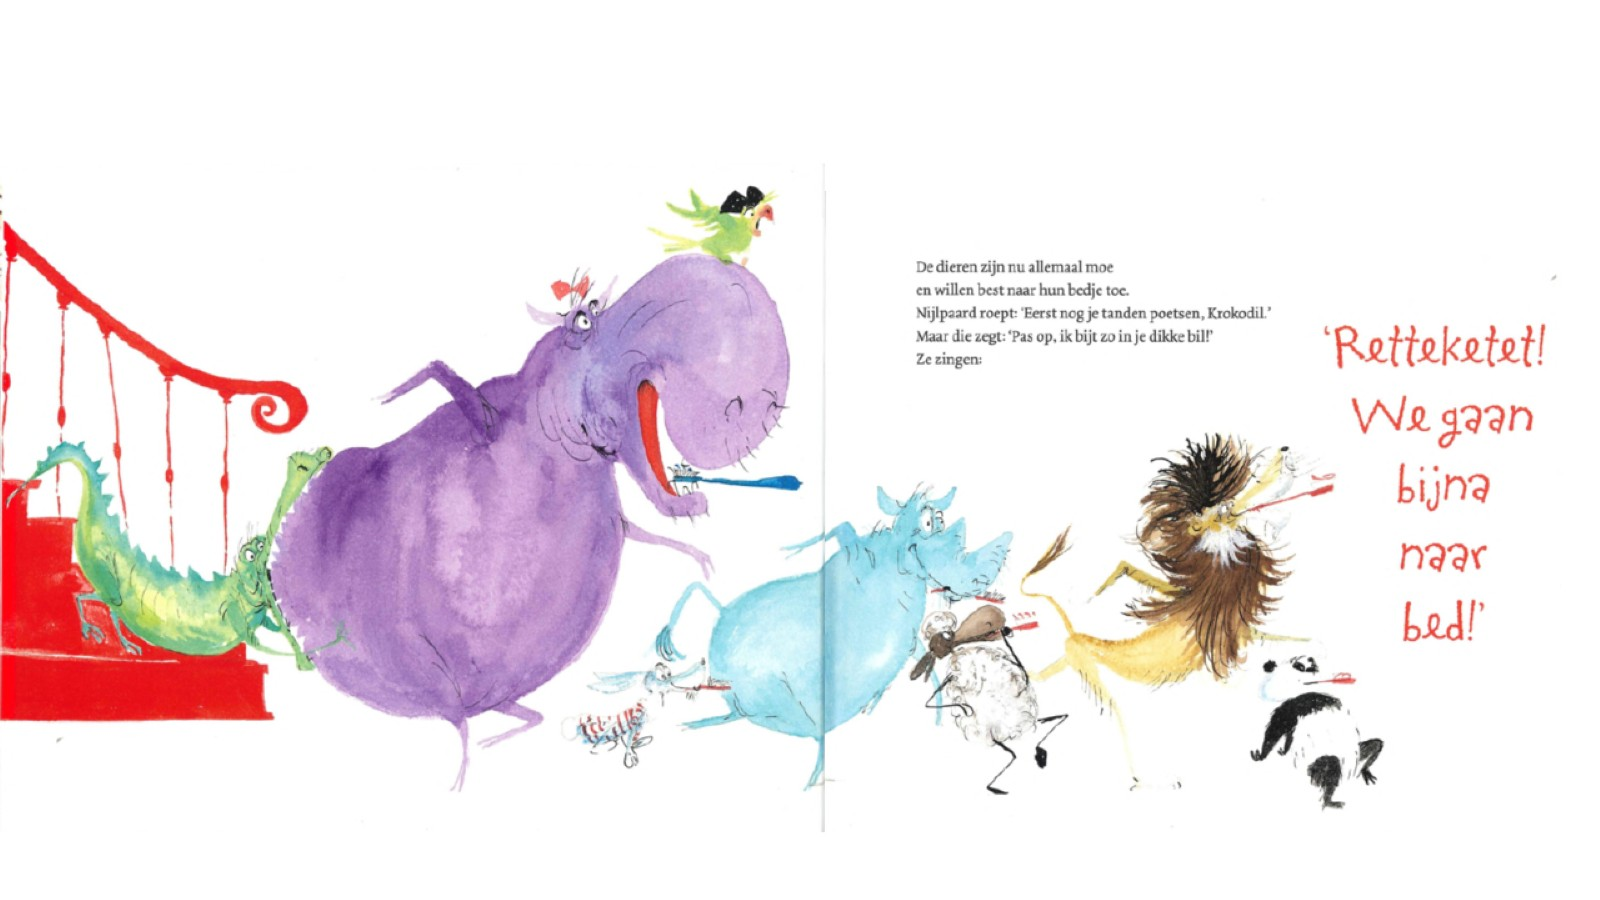 De dieren zijn nu allemaal moe
en willen best naar hun bedje toe.
Nijlpaard roept: ‘Eerst nog je tanden poetsen, Krokodil.’
Maar die zegt: ‘Pas op, ik bijt zo in je dikke bil!’
Ze zingen:
‘Retteketet!
We gaan
bijna
naar
bed!’